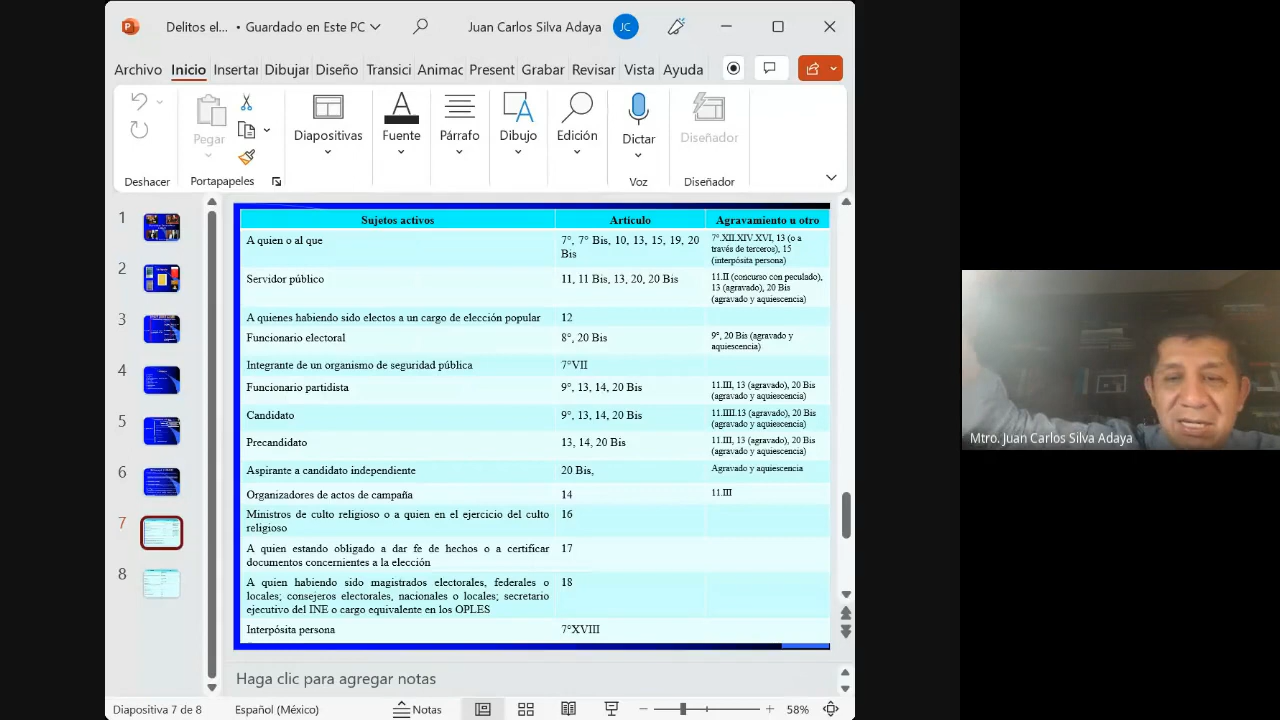 Delitos el... • Guardado en Este PC
Juan Carlos Silva Adaya
JC
Archivo Inicio Insertar Dibujar Diseño Transici Animac Present Grabar Revisar Vista Ayuda
Pegar
Diapositivas
Fuente
Párrafo
Dibujo
Edición
Dictar
Diseñador
Deshacer
Portapapeles
Voz
Diseñador
1
2
3
4
5
6
7
8
Sujetos activos Artículo Agravamiento u otro
A quien o al que 7°, 7° Bis, 10, 13, 15, 19, 20 7°.XII.XIV.XVI, 13 (o a
Bis través de terceros), 15
(interpósita persona)
Servidor público 11, 11 Bis, 13, 20, 20 Bis 11.II (concurso con peculado),
13 (agravado), 20 Bis
(agravado y aquiescencia)
A quienes habiendo sido electos a un cargo de elección popular 12
Funcionario electoral 8°, 20 Bis 9°, 20 Bis (agravado y
aquiescencia)
Integrante de un organismo de seguridad pública 7°VII
Funcionario partidista 9°, 13, 14, 20 Bis 11.III, 13 (agravado), 20 Bis
(agravado y aquiescencia)
Candidato 9°, 13, 14, 20 Bis 11.IIII.13 (agravado), 20 Bis
(agravado y aquiescencia)
Precandidato 13, 14, 20 Bis 11.III, 13 (agravado), 20 Bis
(agravado y aquiescencia)
Aspirante a candidato independiente 20 Bis, Agravado y aquiescencia
Organizadores de actos de campaña 14 11.III
Ministros de culto religioso o a quien en el ejercicio del culto 16
religioso
A quien estando obligado a dar fe de hechos o a certificar 17
documentos concernientes a la elección
A quien habiendo sido magistrados electorales, federales o 18
locales; consejeros electorales, nacionales o locales; secretario
ejecutivo del INE o cargo equivalente en los OPLES
Interpósita persona 7°XVIII
Haga clic para agregar notas
Diapositiva 7 de 8 Español (México) Notas 58%
Mtro. Juan Carlos Silva Adaya